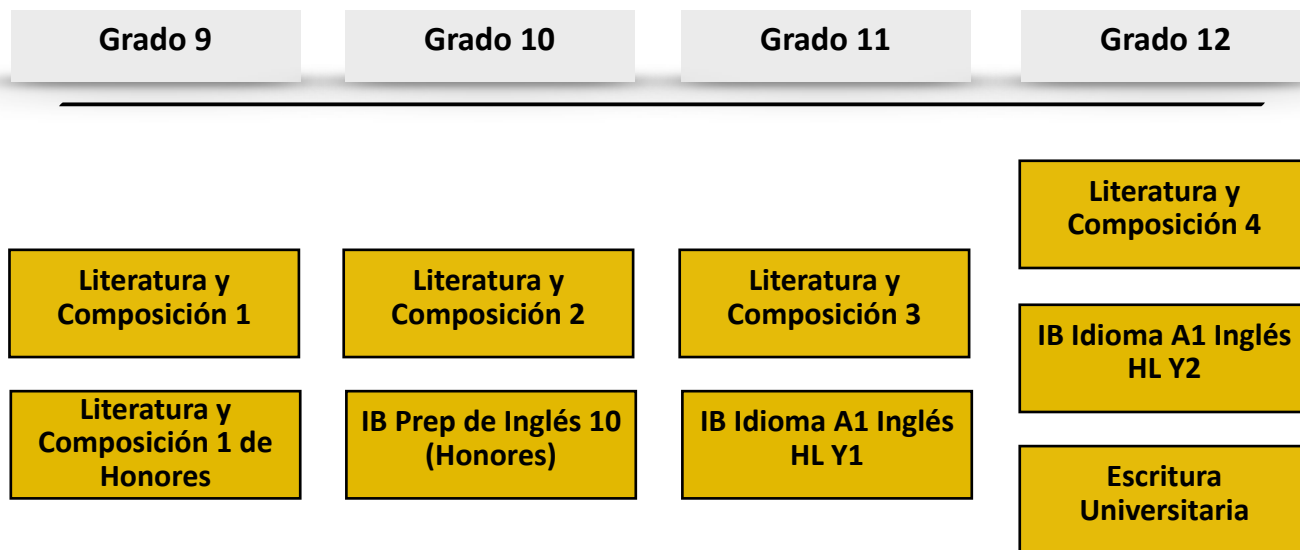 Grado 9
Grado 10
Grado 11
Grado 12
Literatura y
Composición 4
Literatura y
Composición 1
Literatura y
Composición 2
Literatura y
Composición 3
IB Idioma A1 Inglés
HL Y2
Literatura y
Composición 1 de
Honores
IB Prep de Inglés 10
(Honores)
IB Idioma A1 Inglés
HL Y1
Escritura
Universitaria